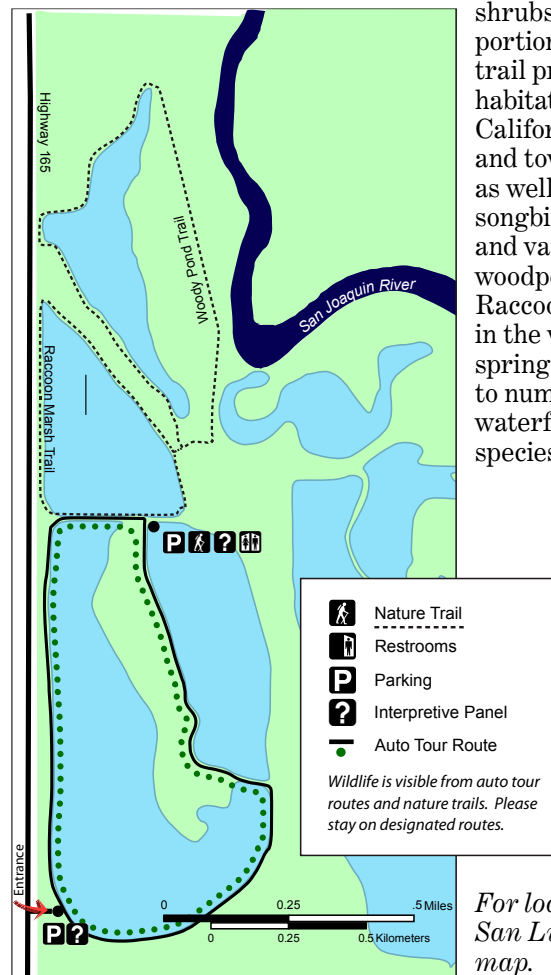 Highway 165
Woody Pond Trail
San Joaquin River
Raccoon Marsh Trail
P ?
Nature Trail
Restrooms
P Parking
? Interpretive Panel
Auto Tour Route
Wildlife is visible from auto tour
routes and nature trails. Please
stay on designated routes.
Entrance
P ?
0 0.25 .5 Miles
0 0.25 0.5 Kilometers
shrubs
portion
trail pr
habitat
Califor
and tow
as well
songbi
and va
woodpe
Raccoo
in the
spring
to num
waterf
species
For loc
San Lu
map.